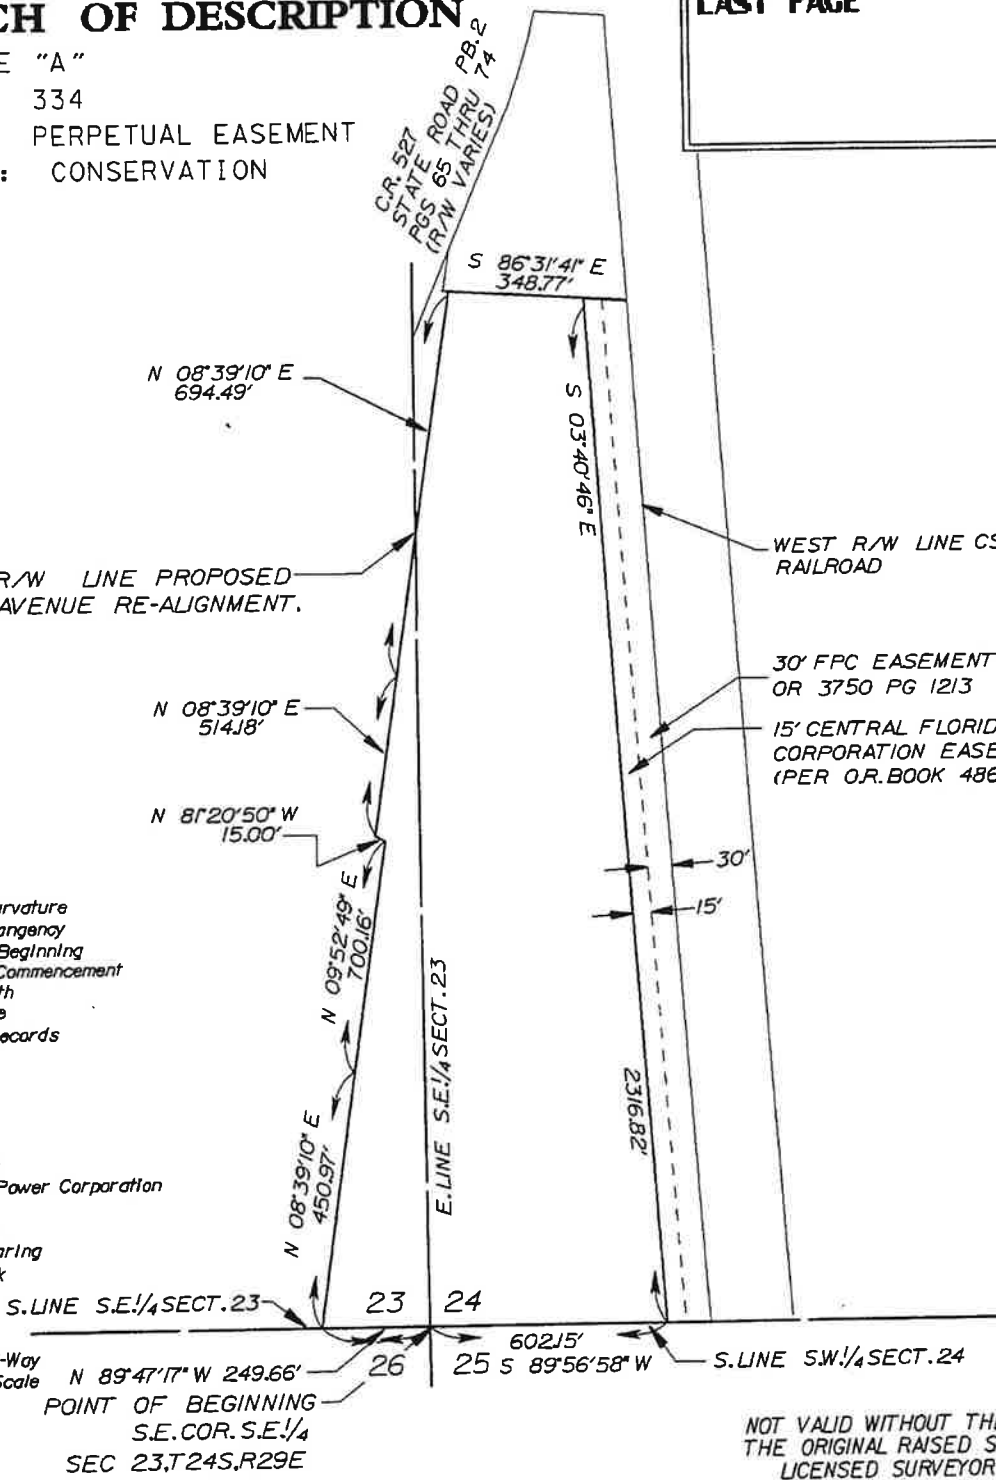 CH OF DESCRIPTION
E "A"
334
PERPETUAL EASEMENT
: CONSERVATION
LAST PAGE
C.R. 527
STATE ROAD PB.2
PGS 65 THRU 74
(R/W VARIES)
S 86°31'41" E
348.77'
N 08°39'10" E
694.49'
S 03°40'46" E
R/W LINE PROPOSED
AVENUE RE-ALIGNMENT.
WEST R/W LINE CS
RAILROAD
30' FPC EASEMENT
OR 3750 PG 1213
15' CENTRAL FLORID
CORPORATION EASE
(PER O.R. BOOK 486
N 08°39'10" E
514.18'
N 81°20'50" W
15.00'
30'
15'
N 09°52'49" E
700.16'
rvature
angency
Beginning
Commencement
th
e
ecords
E. LINE S.E.1/4 SECT. 23
2316.82'
N 08°39'10" E
450.97'
Power Corporation
aring
k
S. LINE S.E.1/4 SECT. 23
23 24
602.15'
26 25 S 89°56'58" W
S. LINE S.W.1/4 SECT. 24
-Way
Scale
N 89°47'17" W 249.66'
POINT OF BEGINNING
S.E. COR. S.E.1/4
SEC 23,T24S,R29E
NOT VALID WITHOUT TH
THE ORIGINAL RAISED S
LICENSED SURVEYOR